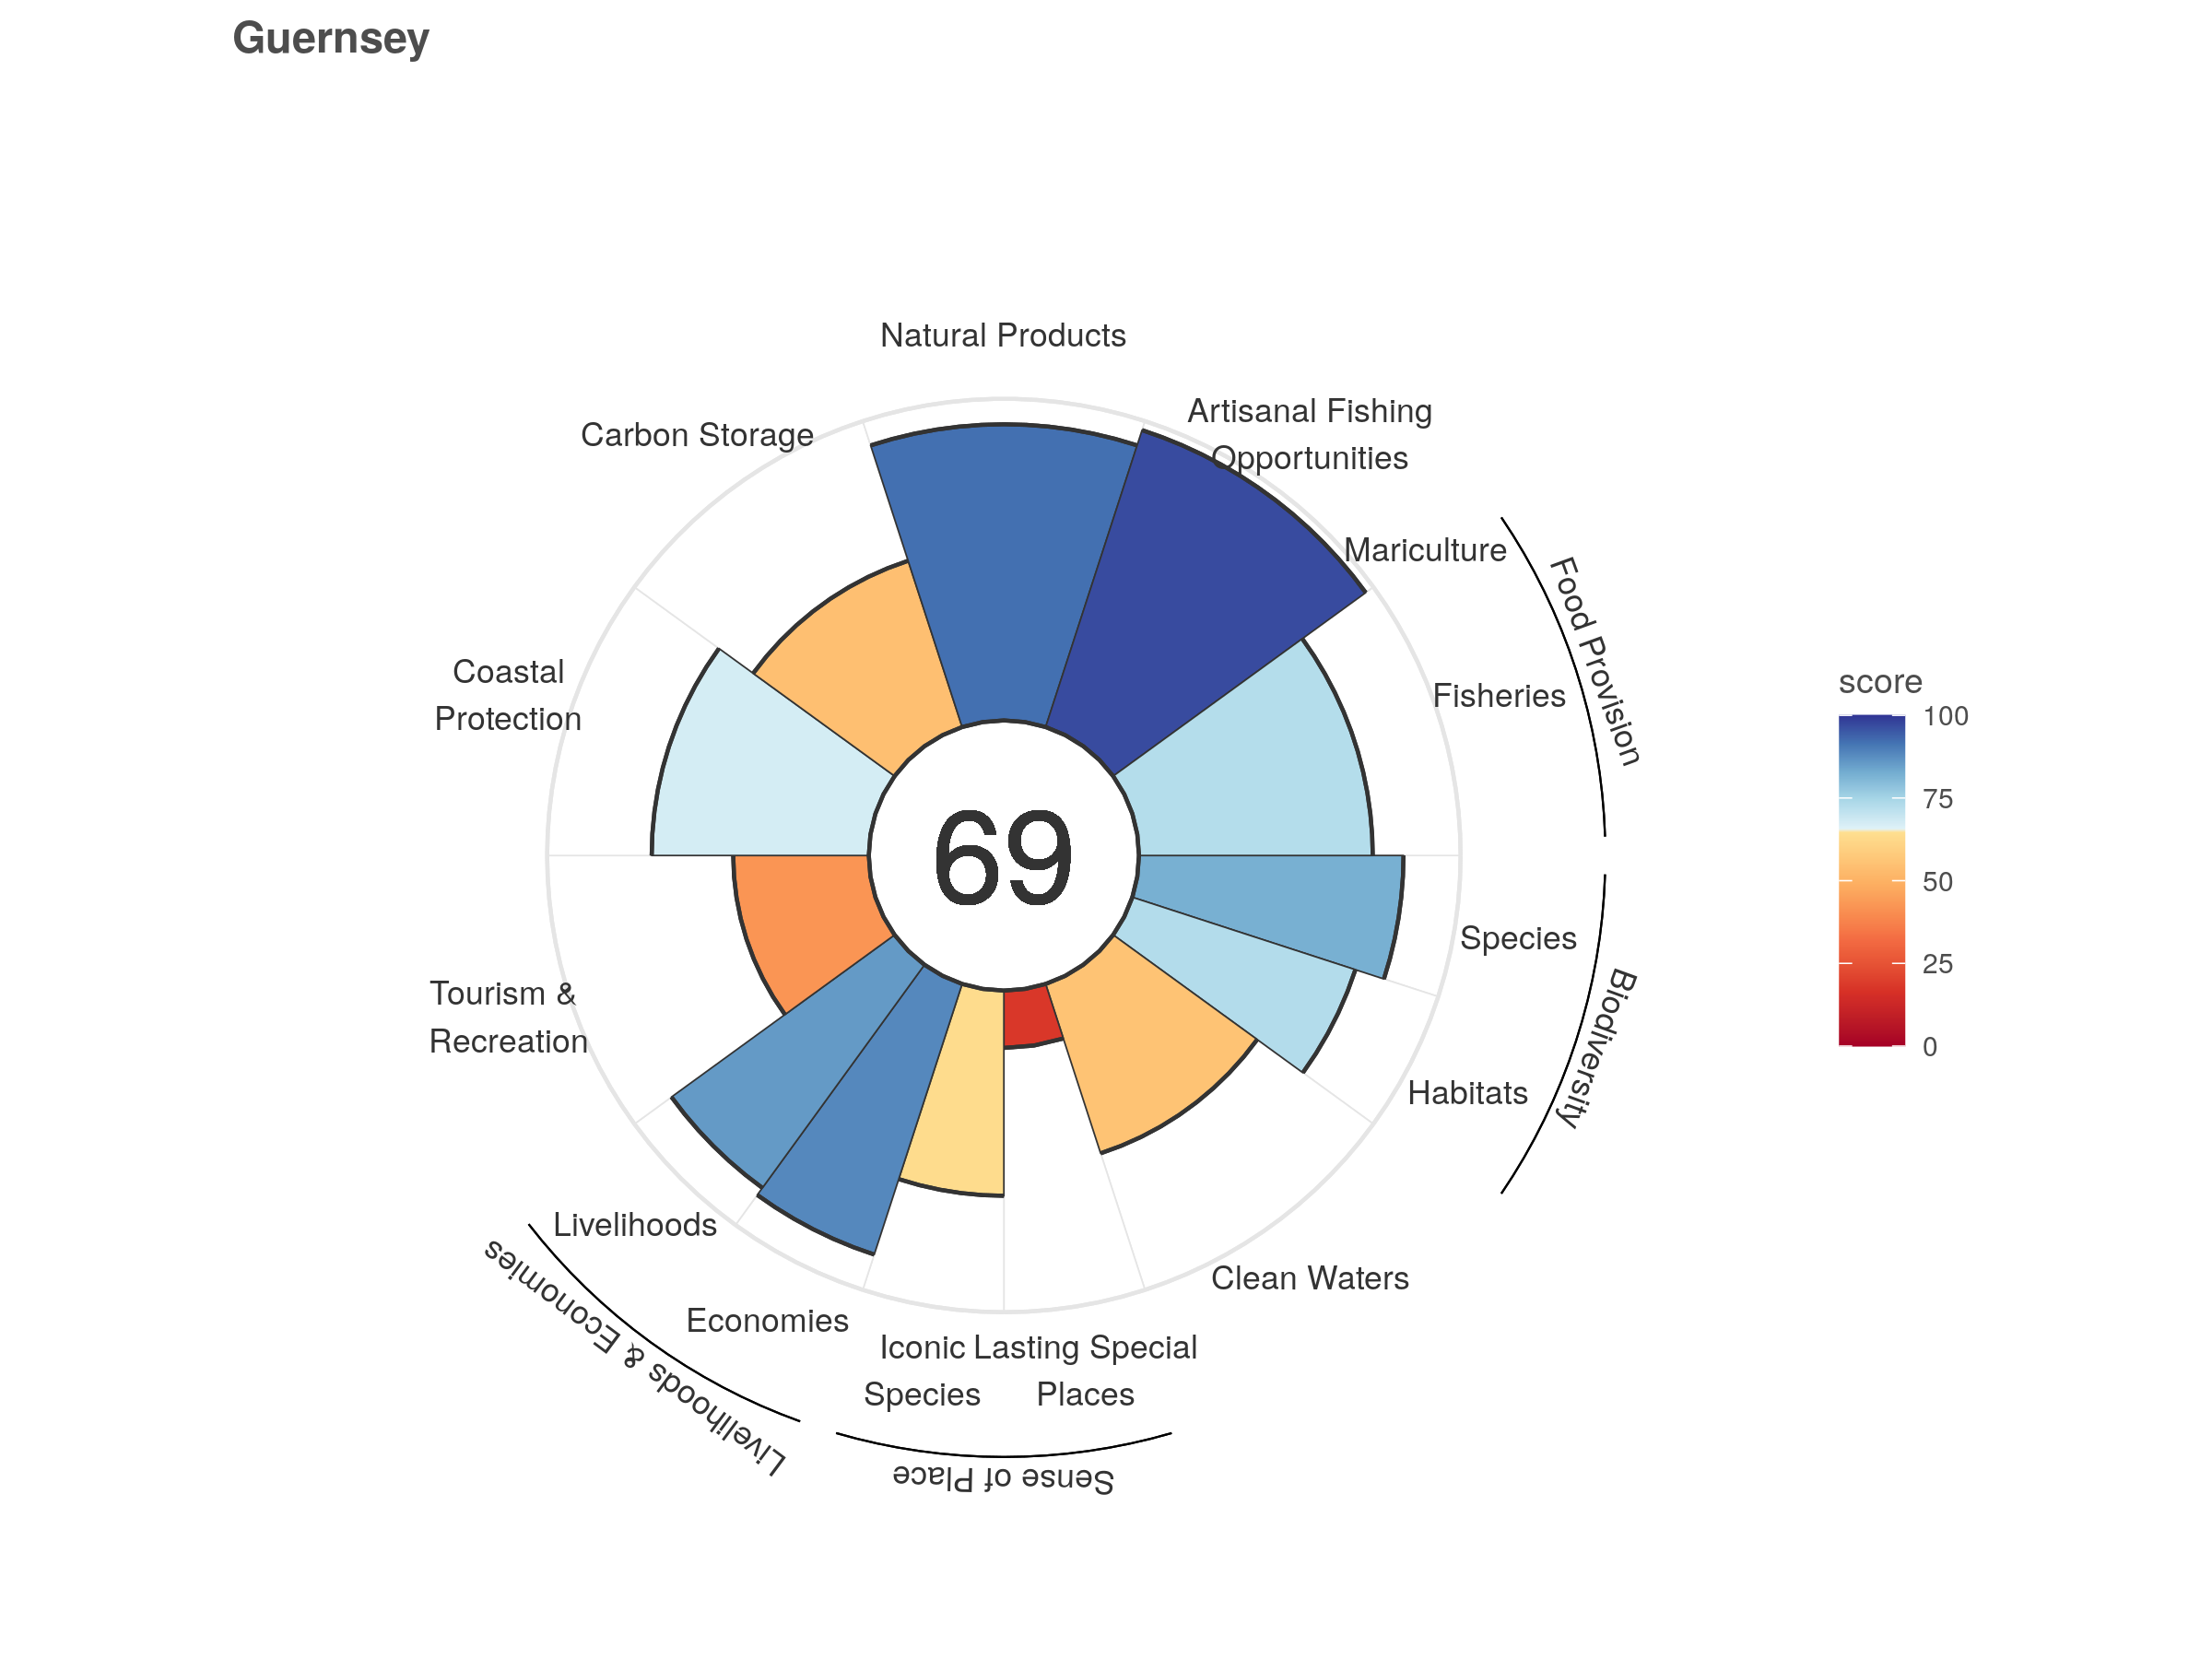 Guernsey
Natural Products
Artisanal Fishing
Opportunities
Carbon Storage
Mariculture
Food Provision
Fisheries
Coastal
Protection
score
100
75
50
25
0
69
Species
Biodiversity
Habitats
Tourism &
Recreation
Livelihoods
Livelihoods & Economies
Economies
Clean Waters
Iconic
Species
Lasting Special
Places
Sense of Place